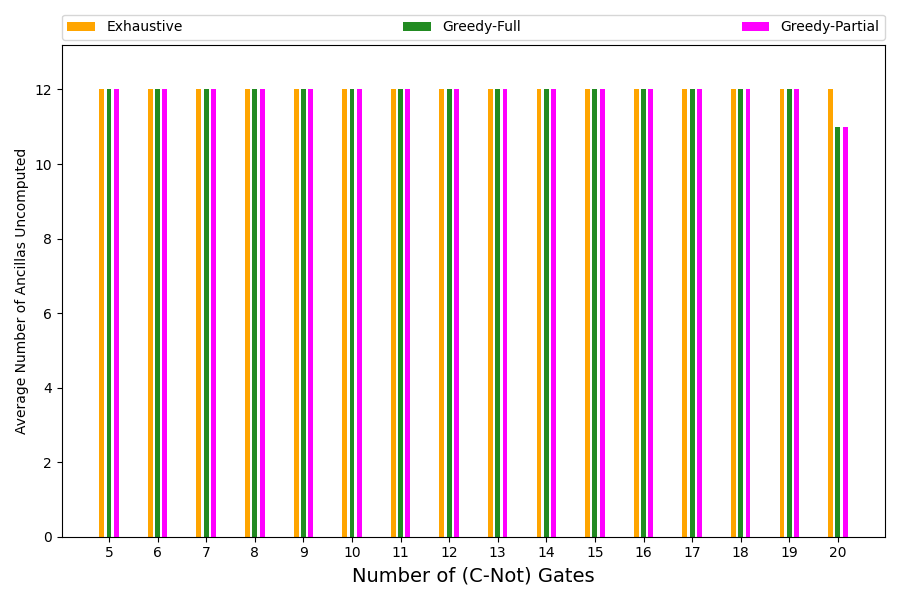 Exhaustive Greedy-Full Greedy-Partial
Average Number of Ancillas Uncomputed
12
10
8
6
4
2
0
5 6 7 8 9 10 11 12 13 14 15 16 17 18 19 20
Number of (C-Not) Gates